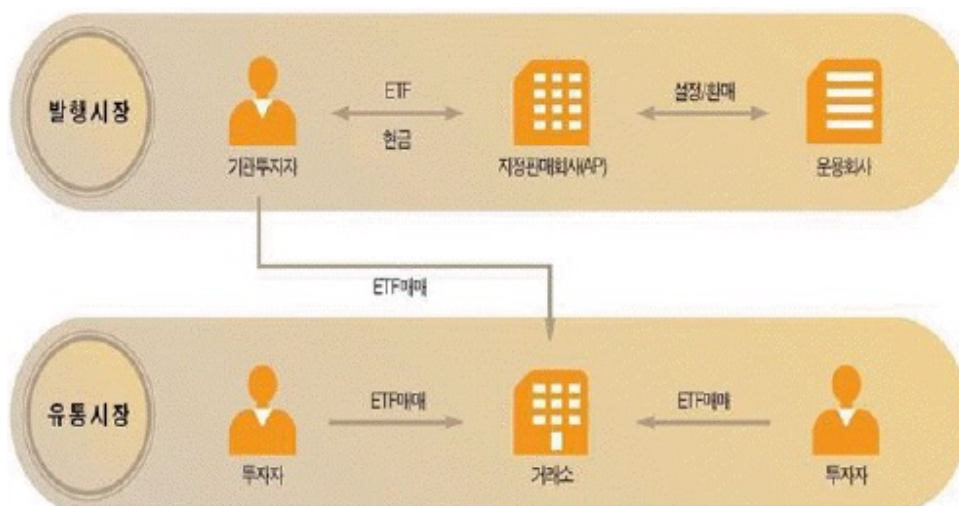 발행시장
ETF
현금
설정/환매
기관투자자
지정판매회사(AP)
운용회사
ETF매매
유통시장
ETF매매
ETF매매
투자자
거래소
투자자